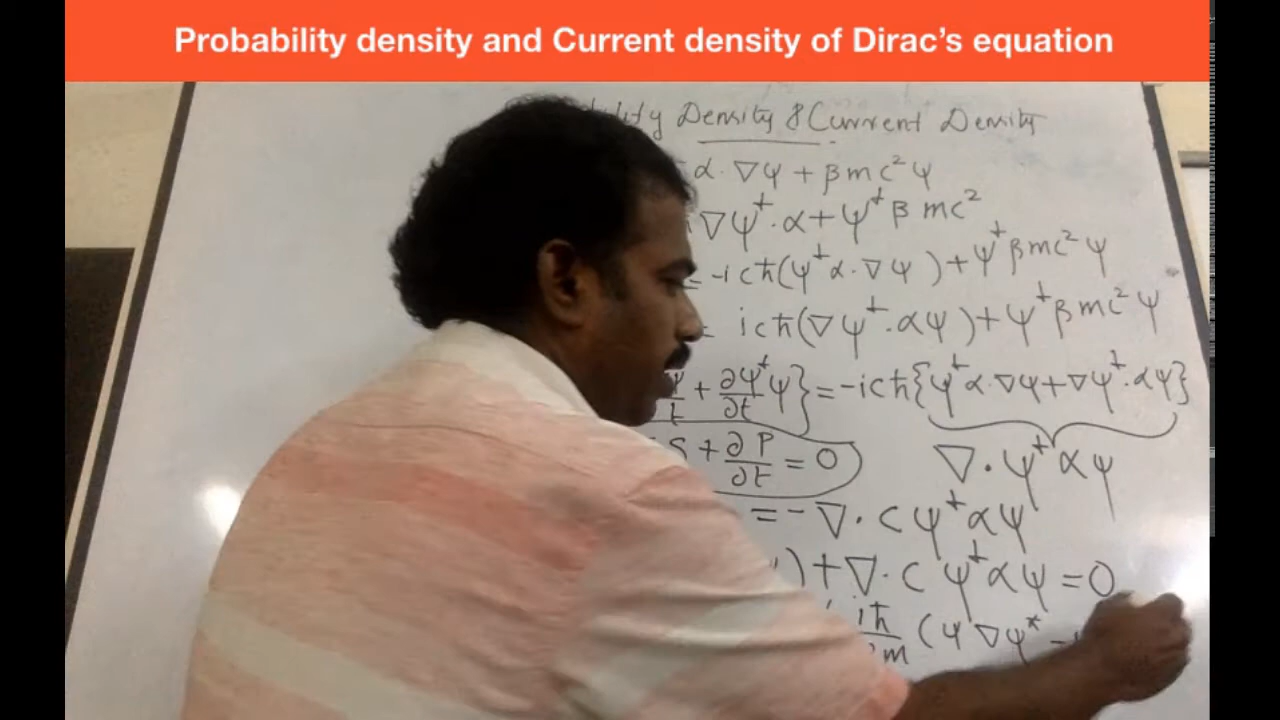 Probability density and Current density of Dirac's equation
Density & Current Density
α·∇ψ + βmc²ψ
∇ψ†·α + ψ†βmc²
= -icħ(ψ†α·∇ψ) + ψ†βmc²ψ
= icħ(∇ψ†·αψ) + ψ†βmc²ψ
+ ∂ψ†/∂t ψ} = -icħ{ψ†α·∇ψ + ∇ψ†·αψ}
S + ∂P/∂t = 0 ∇·ψ†αψ
= -∇·cψ†αψ
) + ∇·cψ†αψ = 0
iħ/m (ψ∇ψ* -